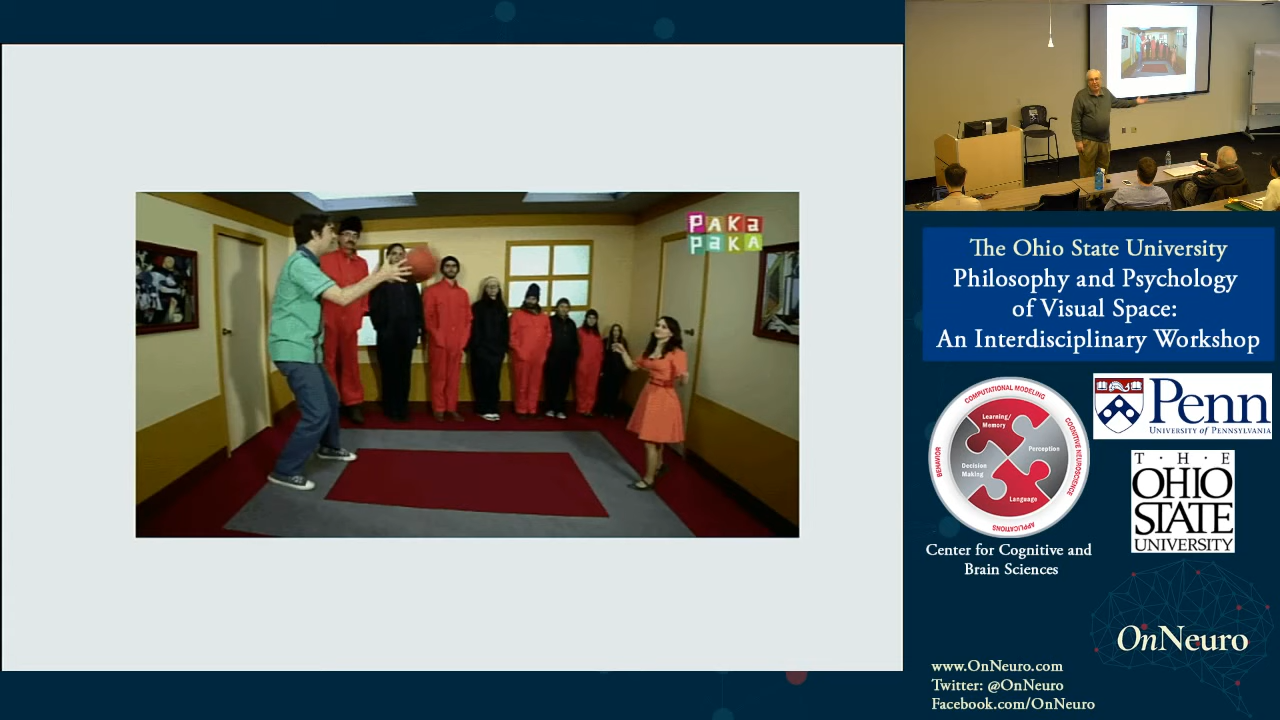 PAKA
PAKA
The Ohio State University
Philosophy and Psychology
of Visual Space:
An Interdisciplinary Workshop
COMPUTATIONAL MODELING
COGNITIVE NEUROSCIENCE
APPLICATIONS
BEHAVIOR
Learning/
Memory
Perception
Decision
Making
Language
Center for Cognitive and
Brain Sciences
Penn
UNIVERSITY of PENNSYLVANIA
T · H · E
OHIO
STATE
UNIVERSITY
OnNeuro
www.OnNeuro.com
Twitter: @OnNeuro
Facebook.com/OnNeuro